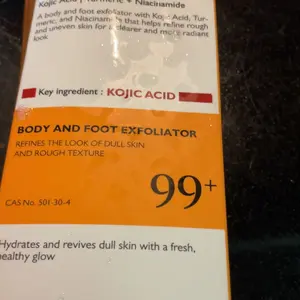 Kojic Acid | Turmeric + Niacinamide
A body and foot exfoliator with Kojic Acid, Tur-
meric, and Niacinamide that helps refine rough
and uneven skin for a clearer and more radiant
look
Key ingredient : KOJIC ACID
BODY AND FOOT EXFOLIATOR
REFINES THE LOOK OF DULL SKIN
AND ROUGH TEXTURE
99+
CAS No. 501-30-4
Hydrates and revives dull skin with a fresh,
healthy glow